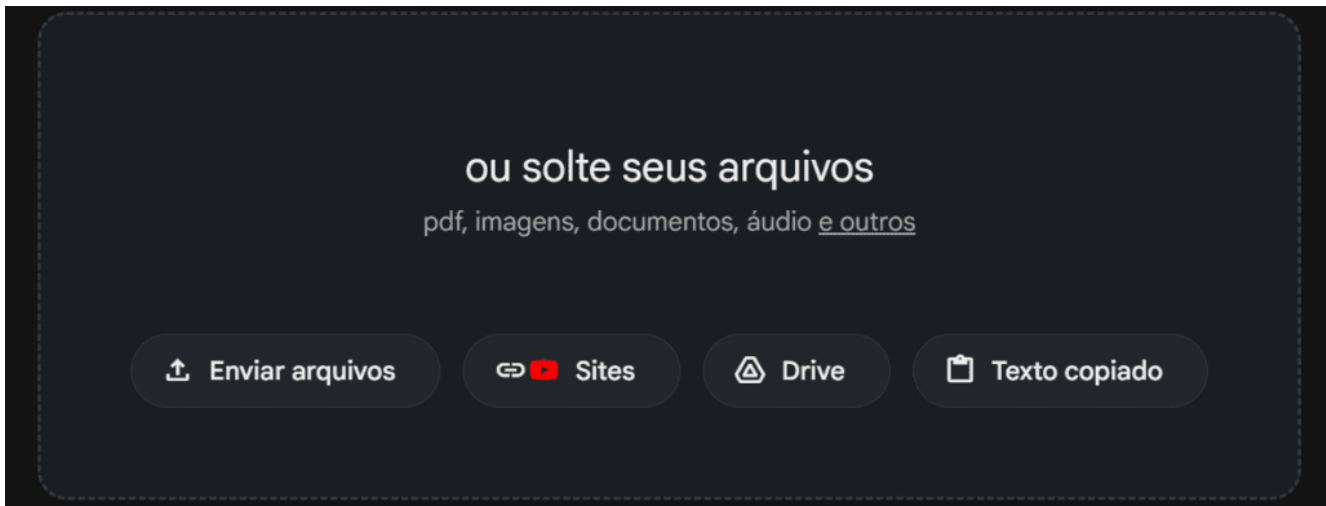 ou solte seus arquivos
pdf, imagens, documentos, áudio e outros
Enviar arquivos
Sites
Drive
Texto copiado